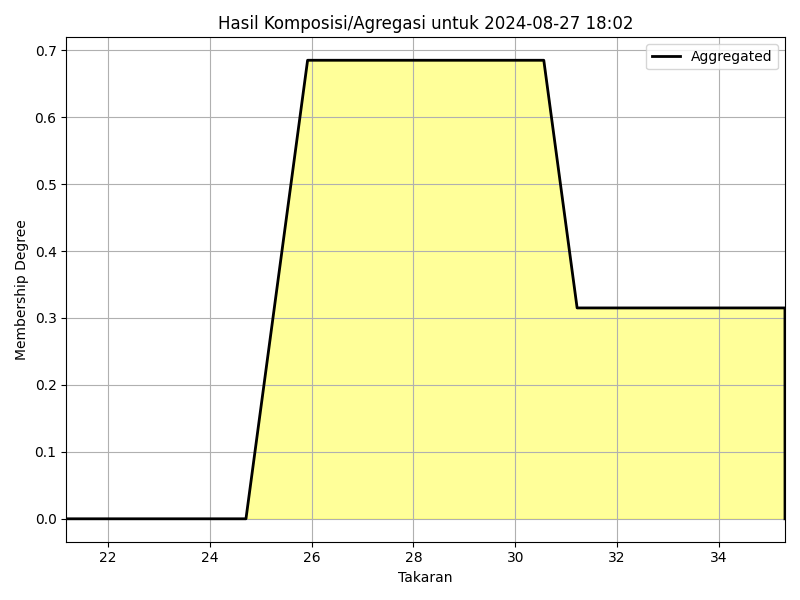 Hasil Komposisi/Agregasi untuk 2024-08-27 18:02
Aggregated
Membership Degree
0.7
0.6
0.5
0.4
0.3
0.2
0.1
0.0
22 24 26 28 30 32 34
Takaran